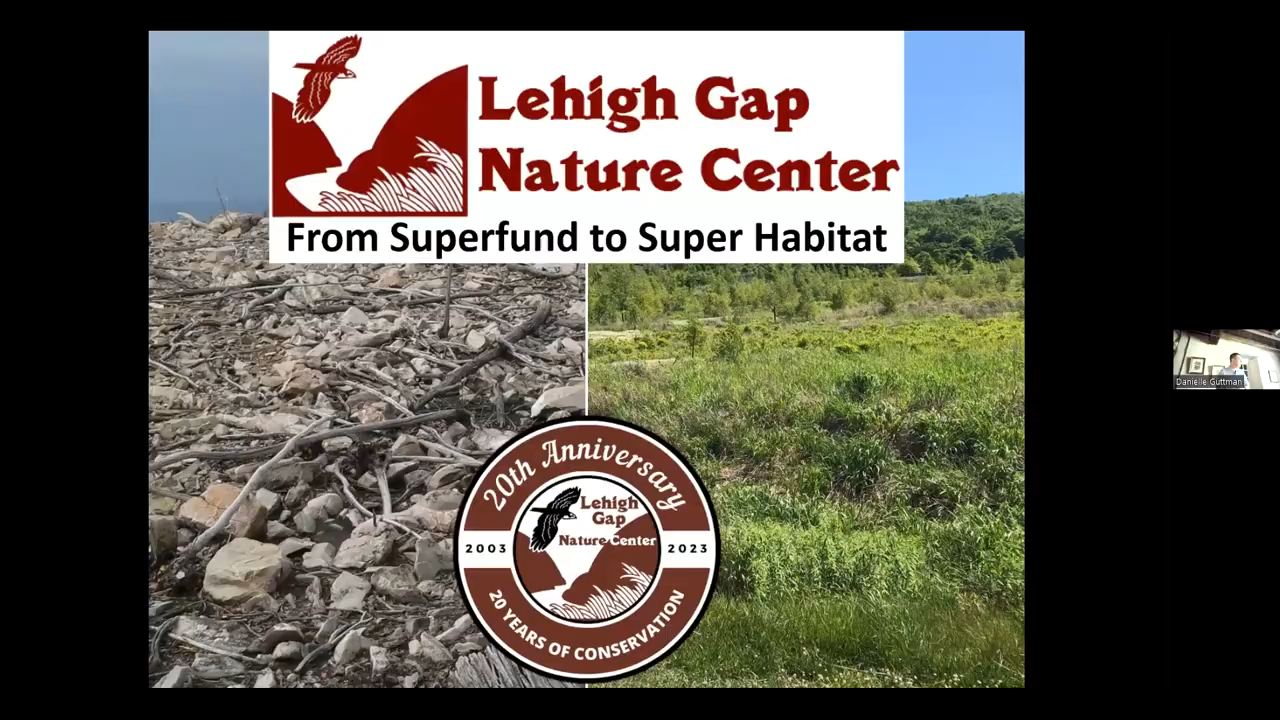 Lehigh Gap
Nature Center
From Superfund to Super Habitat
20th Anniversary
Lehigh
Gap
Nature Center
2003
2023
20 YEARS OF CONSERVATION
Danielle Guttman